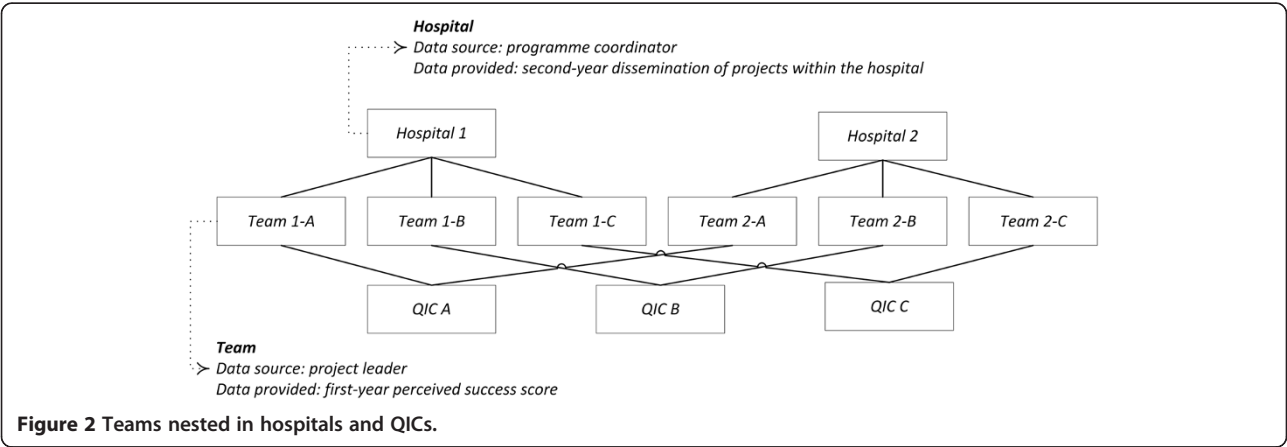 Hospital
Data source: programme coordinator
Data provided: second-year dissemination of projects within the hospital
Hospital 1
Hospital 2
Team 1-A
Team 1-B
Team 1-C
Team 2-A
Team 2-B
Team 2-C
QIC A
QIC B
QIC C
Team
Data source: project leader
Data provided: first-year perceived success score
Figure 2 Teams nested in hospitals and QICs.